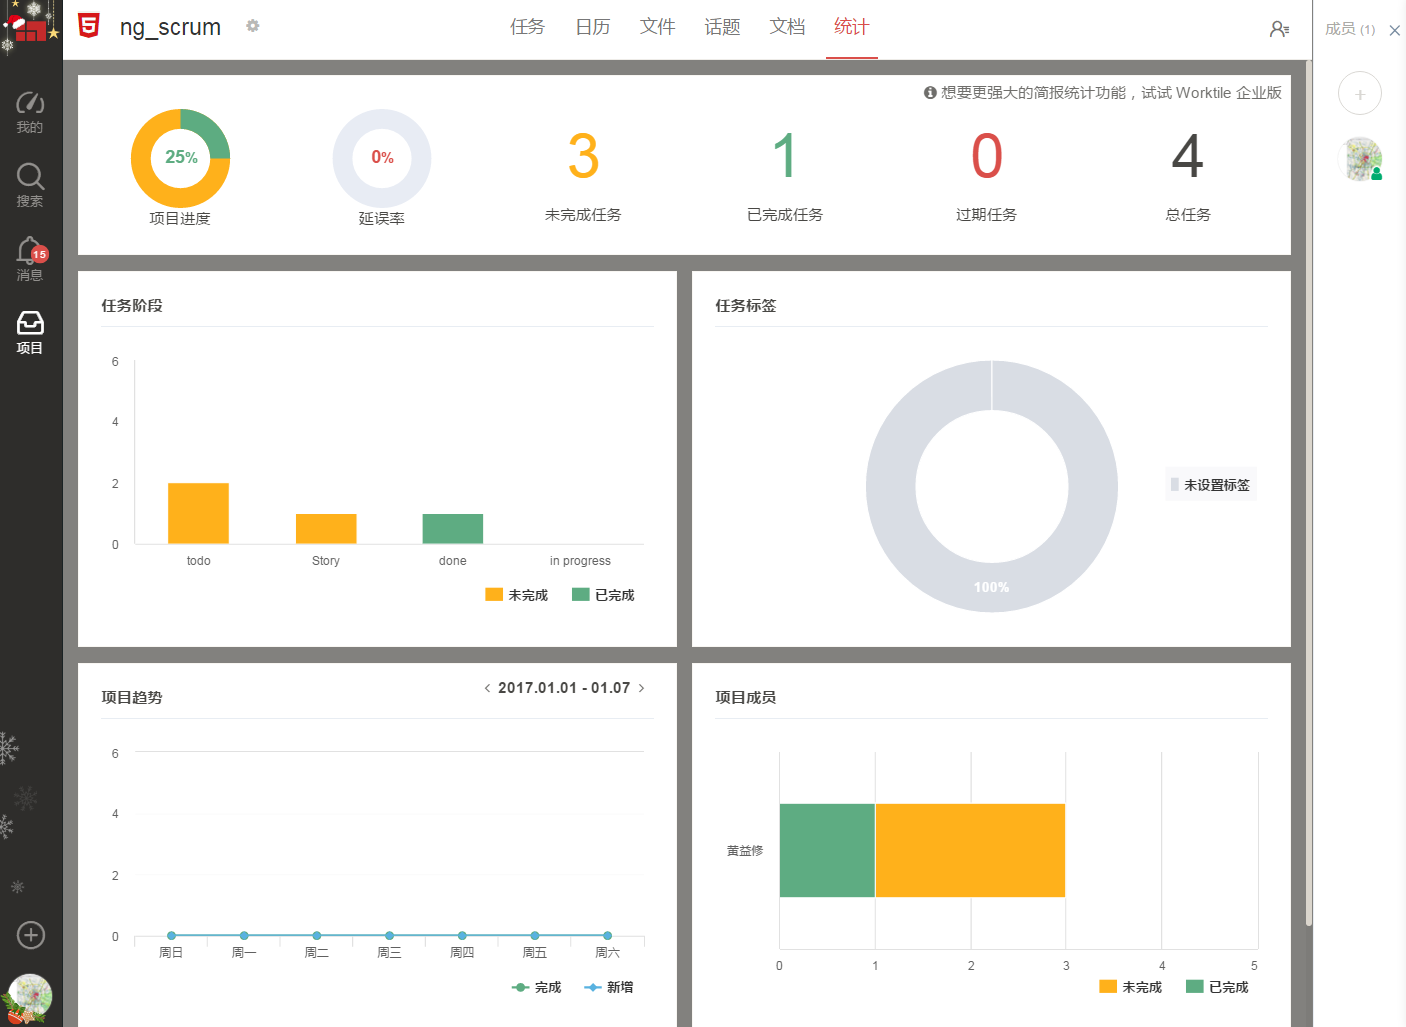 ng_scrum
任务 日历 文件 话题 文档 统计
成员 (1)
我的
搜索
15
消息
项目
想要更强大的简报统计功能，试试 Worktile 企业版
25%
项目进度
0%
延误率
3
未完成任务
1
已完成任务
0
过期任务
4
总任务
任务阶段
6
4
2
0
todo Story done in progress
未完成 已完成
任务标签
100%
未设置标签
项目趋势
2017.01.01 - 01.07
6
4
2
0
周日 周一 周二 周三 周四 周五 周六
完成 新增
项目成员
黄益修
0 1 2 3 4 5
未完成 已完成